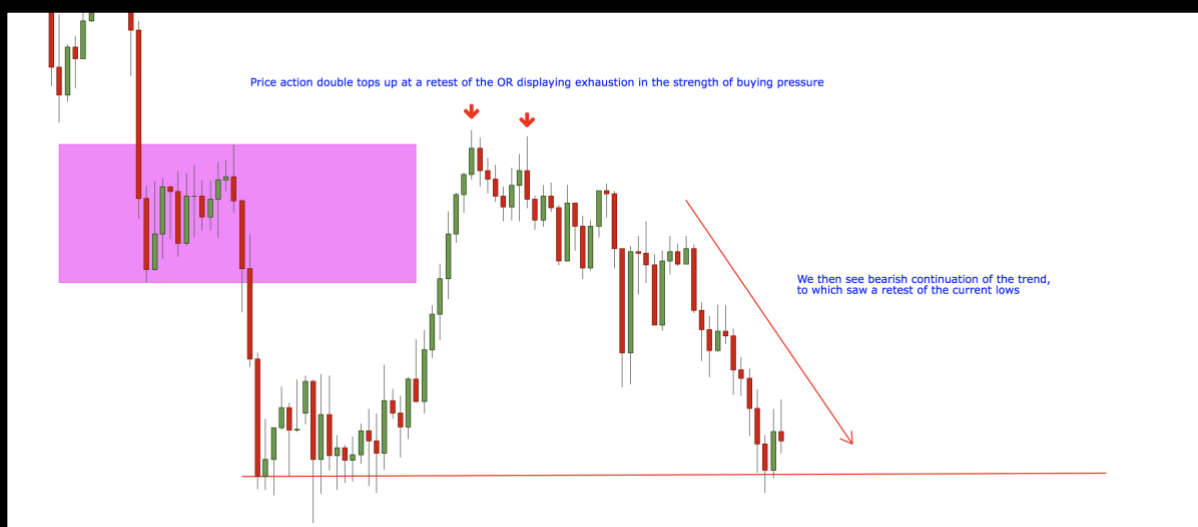 Price action double tops up at a retest of the OR displaying exhaustion in the strength of buying pressure
We then see bearish continuation of the trend,
to which saw a retest of the current lows